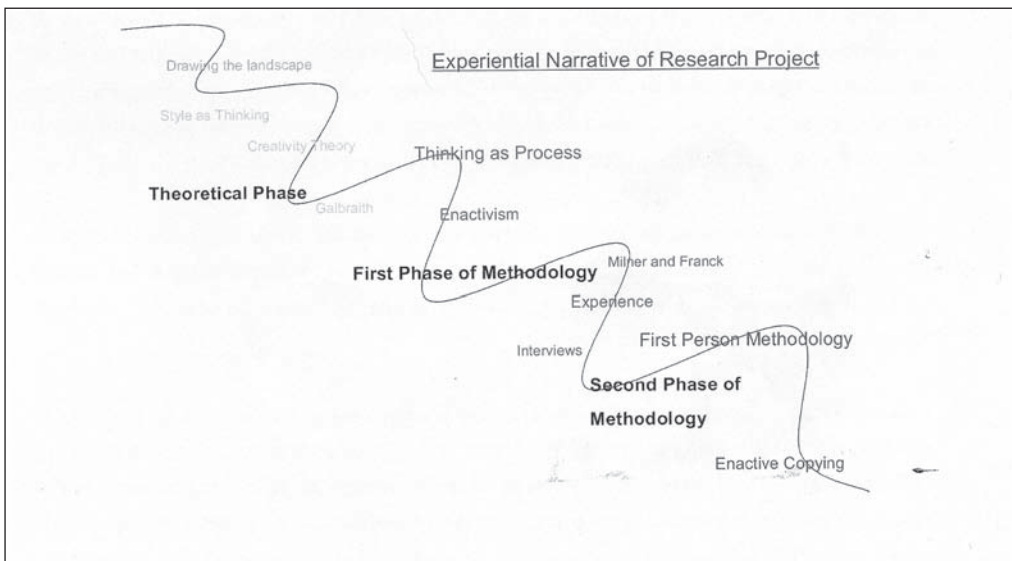 Experiential Narrative of Research Project
Drawing the landscape
Style as Thinking
Creativity Theory
Thinking as Process
Theoretical Phase
Galbraith
Enactivism
Milner and Franck
First Phase of Methodology
Experience
First Person Methodology
Interviews
Second Phase of
Methodology
Enactive Copying